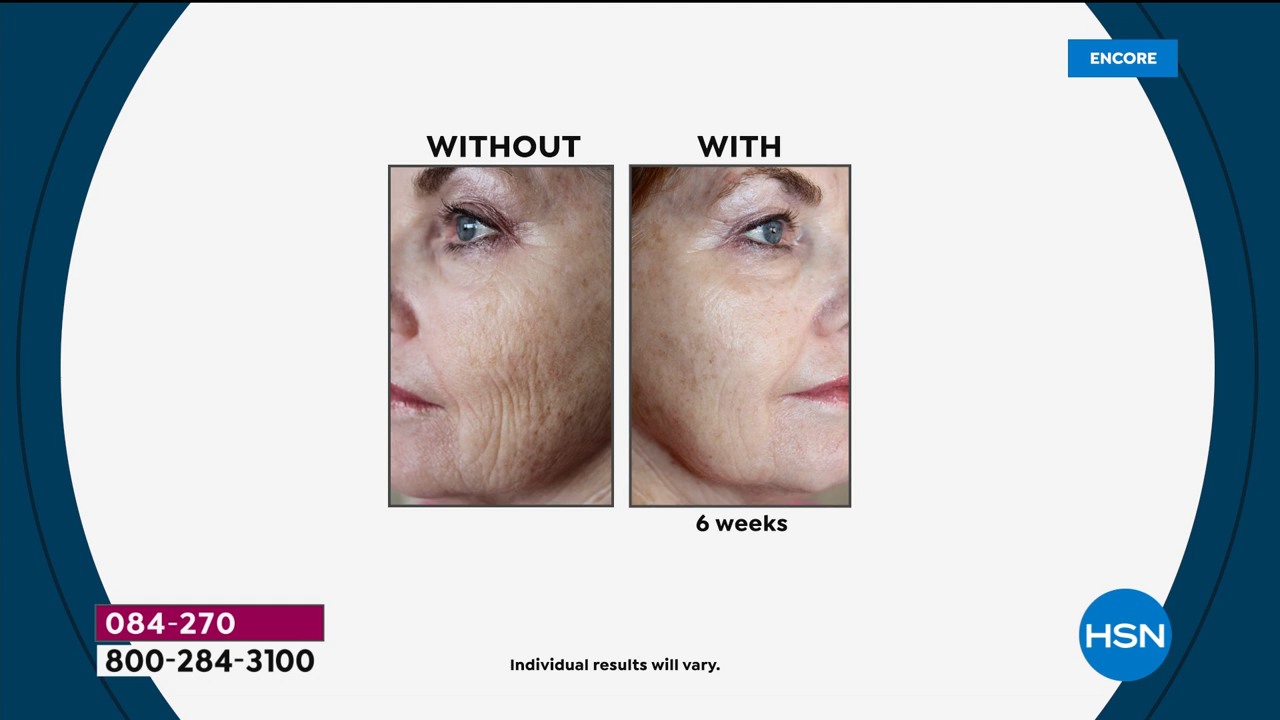 ENCORE
WITHOUT
WITH
6 weeks
084-270
800-284-3100
Individual results will vary.
HSN